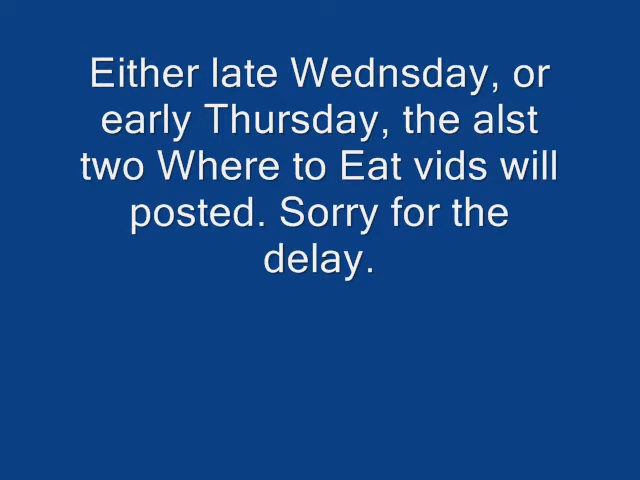 Either late Wednsday, or
early Thursday, the alst
two Where to Eat vids will
posted. Sorry for the
delay.